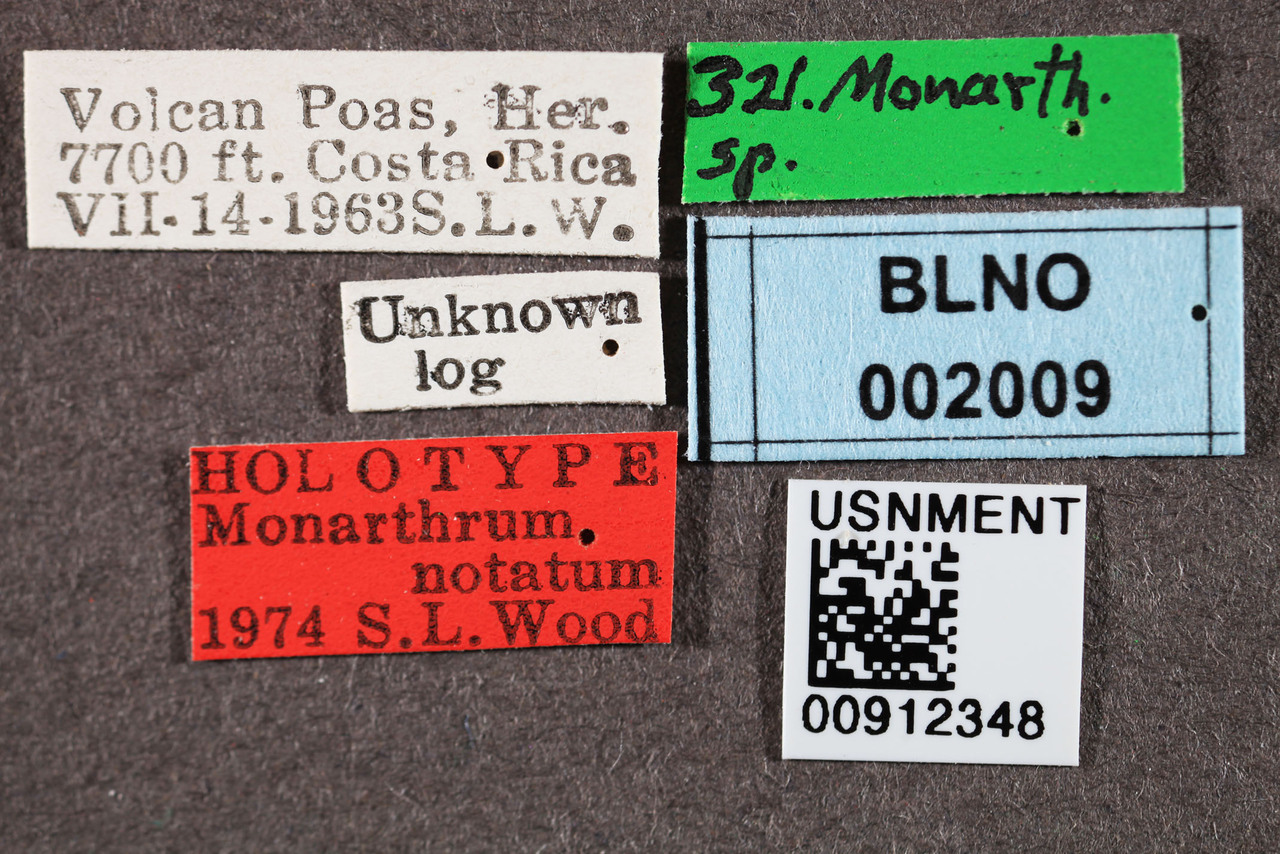 Volcan Poas, Her.
7700 ft. Costa Rica
VII-14-1963 S.L.W.
321. Monarth.
sp.
Unknown
log
BLNO
002009
HOLOTYPE
Monarthrum
notatum
1974 S.L.Wood
USNMENT
00912348